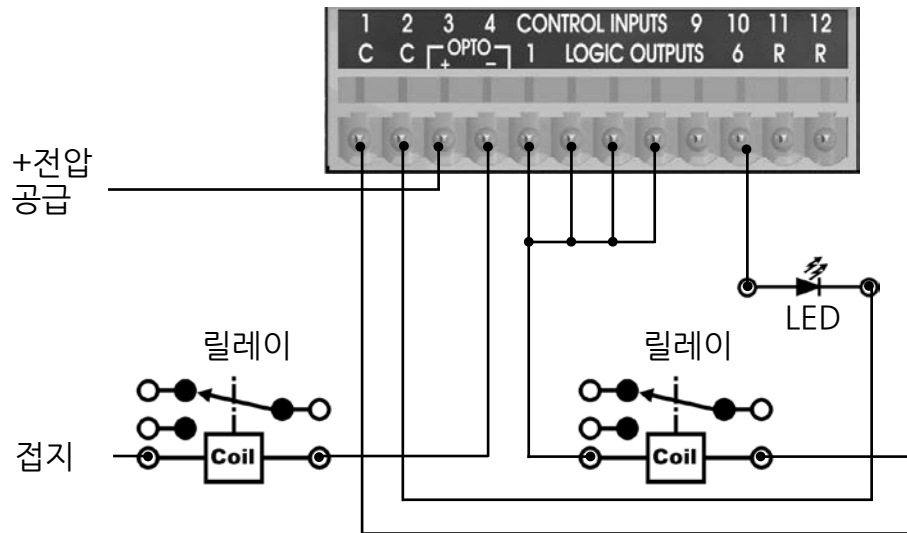 1 2 3 4 CONTROL INPUTS 9 10 11 12
C C OPTO 1 LOGIC OUTPUTS 6 R R
+ −
+전압
공급
LED
릴레이
릴레이
접지
Coil
Coil